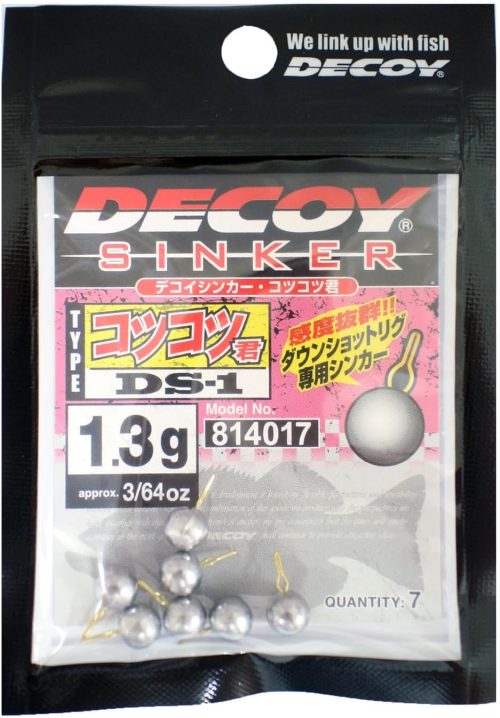 We link up with fish
DECOY®
DECOY®
SINKER
デコイシンカー・コツコツ君
TYPE
コツコツ君
DS-1
感度抜群!!
ダウンショットリグ
専用シンカー
Model No.
814017
1.3g
approx. 3/64oz
DECOY
QUANTITY: 7